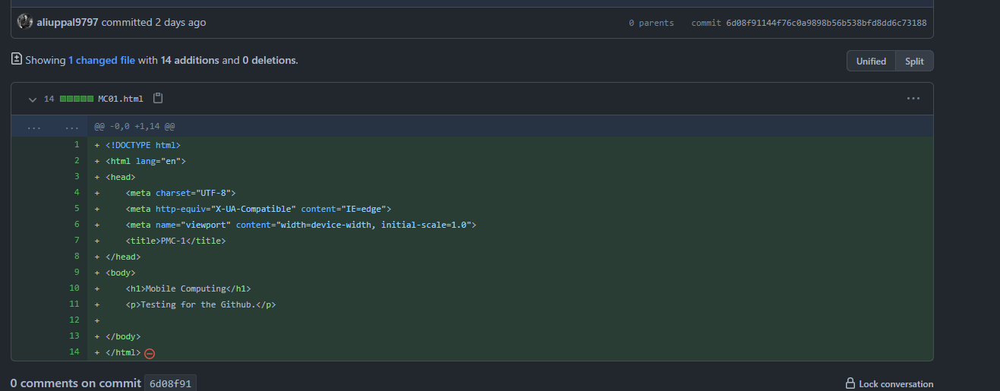 aliuppal9797 committed 2 days ago
0 parents commit 6d08f91144f76c0a9898b56b538bfd8dd6c73188
Showing 1 changed file with 14 additions and 0 deletions.
Unified Split
14 MC01.html
... ... @@ -0,0 +1,14 @@
1 + <!DOCTYPE html>
2 + <html lang="en">
3 + <head>
4 +     <meta charset="UTF-8">
5 +     <meta http-equiv="X-UA-Compatible" content="IE=edge">
6 +     <meta name="viewport" content="width=device-width, initial-scale=1.0">
7 +     <title>PMC-1</title>
8 + </head>
9 + <body>
10 +     <h1>Mobile Computing</h1>
11 +     <p>Testing for the Github.</p>
12 +
13 + </body>
14 + </html>
0 comments on commit 6d08f91
Lock conversation